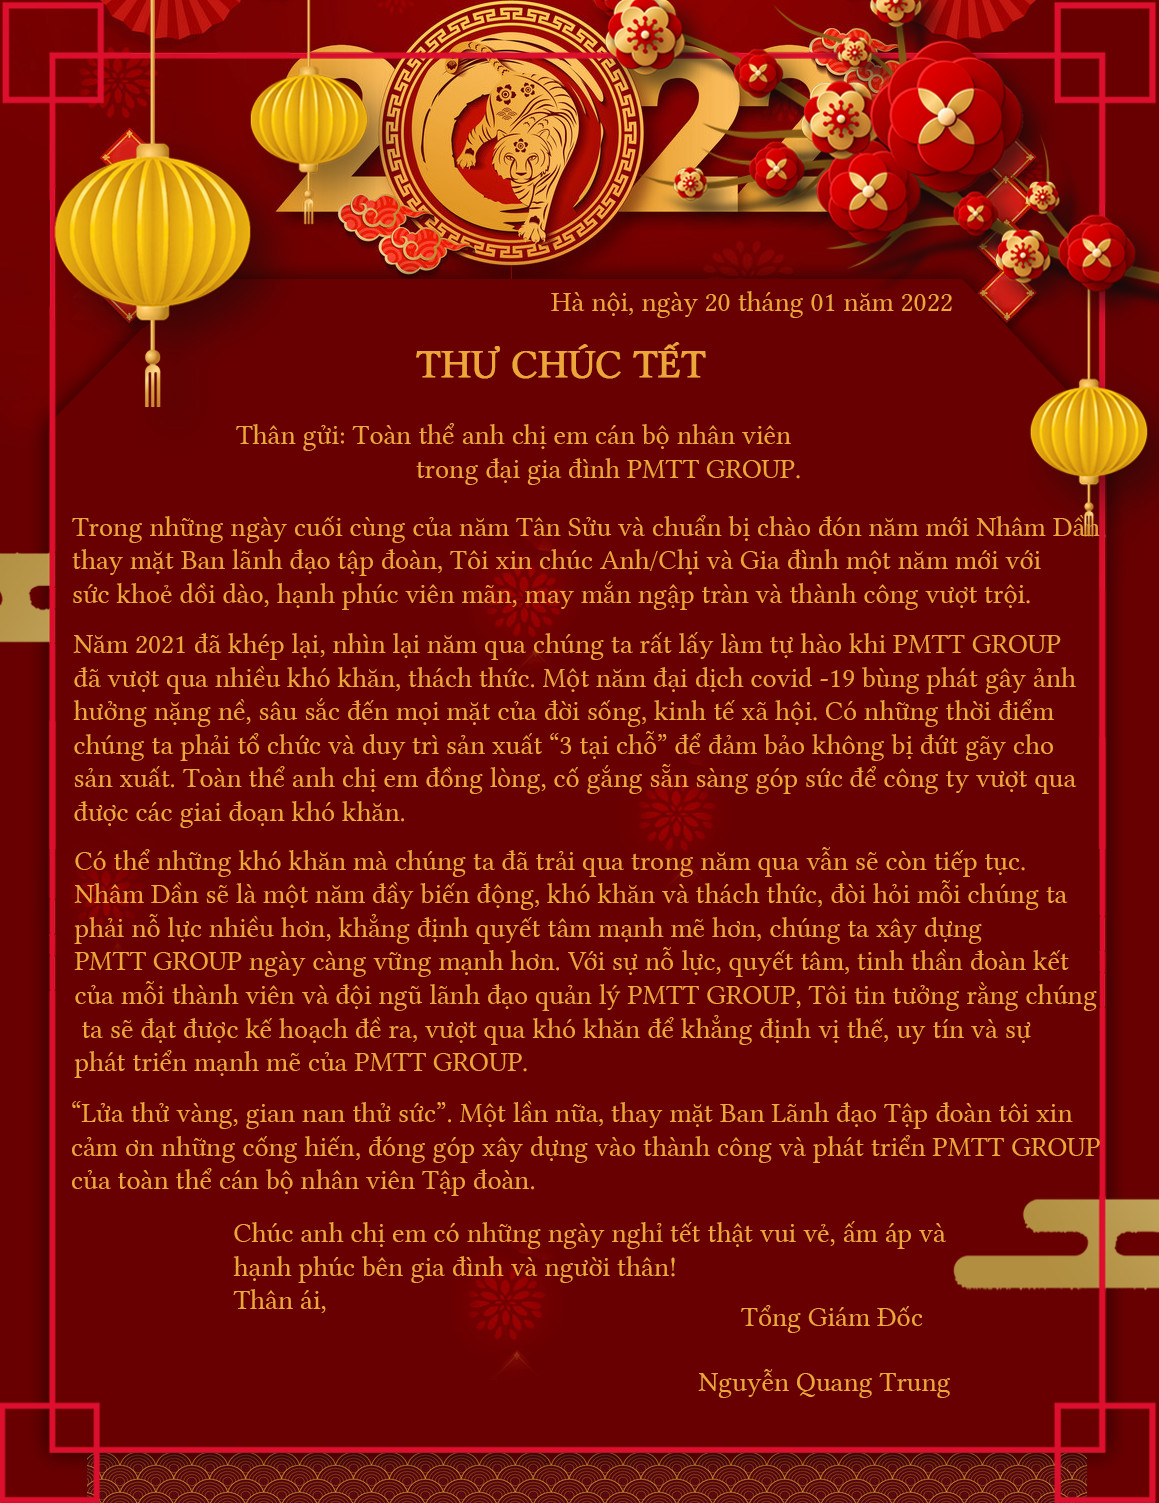 2022
Hà nội, ngày 20 tháng 01 năm 2022
THƯ CHÚC TẾT
Thân gửi: Toàn thể anh chị em cán bộ nhân viên
trong đại gia đình PMTT GROUP.
Trong những ngày cuối cùng của năm Tân Sửu và chuẩn bị chào đón năm mới Nhâm Dần
thay mặt Ban lãnh đạo tập đoàn, Tôi xin chúc Anh/Chị và Gia đình một năm mới với
sức khoẻ dồi dào, hạnh phúc viên mãn, may mắn ngập tràn và thành công vượt trội.
Năm 2021 đã khép lại, nhìn lại năm qua chúng ta rất lấy làm tự hào khi PMTT GROUP
đã vượt qua nhiều khó khăn, thách thức. Một năm đại dịch covid -19 bùng phát gây ảnh
hưởng nặng nề, sâu sắc đến mọi mặt của đời sống, kinh tế xã hội. Có những thời điểm
chúng ta phải tổ chức và duy trì sản xuất “3 tại chỗ” để đảm bảo không bị đứt gãy cho
sản xuất. Toàn thể anh chị em đồng lòng, cố gắng sẵn sàng góp sức để công ty vượt qua
được các giai đoạn khó khăn.
Có thể những khó khăn mà chúng ta đã trải qua trong năm qua vẫn sẽ còn tiếp tục.
Nhâm Dần sẽ là một năm đầy biến động, khó khăn và thách thức, đòi hỏi mỗi chúng ta
phải nỗ lực nhiều hơn, khẳng định quyết tâm mạnh mẽ hơn, chúng ta xây dựng
PMTT GROUP ngày càng vững mạnh hơn. Với sự nỗ lực, quyết tâm, tinh thần đoàn kết
của mỗi thành viên và đội ngũ lãnh đạo quản lý PMTT GROUP, Tôi tin tưởng rằng chúng
ta sẽ đạt được kế hoạch đề ra, vượt qua khó khăn để khẳng định vị thế, uy tín và sự
phát triển mạnh mẽ của PMTT GROUP.
“Lửa thử vàng, gian nan thử sức”. Một lần nữa, thay mặt Ban Lãnh đạo Tập đoàn tôi xin
cảm ơn những cống hiến, đóng góp xây dựng vào thành công và phát triển PMTT GROUP
của toàn thể cán bộ nhân viên Tập đoàn.
Chúc anh chị em có những ngày nghỉ tết thật vui vẻ, ấm áp và
hạnh phúc bên gia đình và người thân!
Thân ái,
Tổng Giám Đốc
Nguyễn Quang Trung